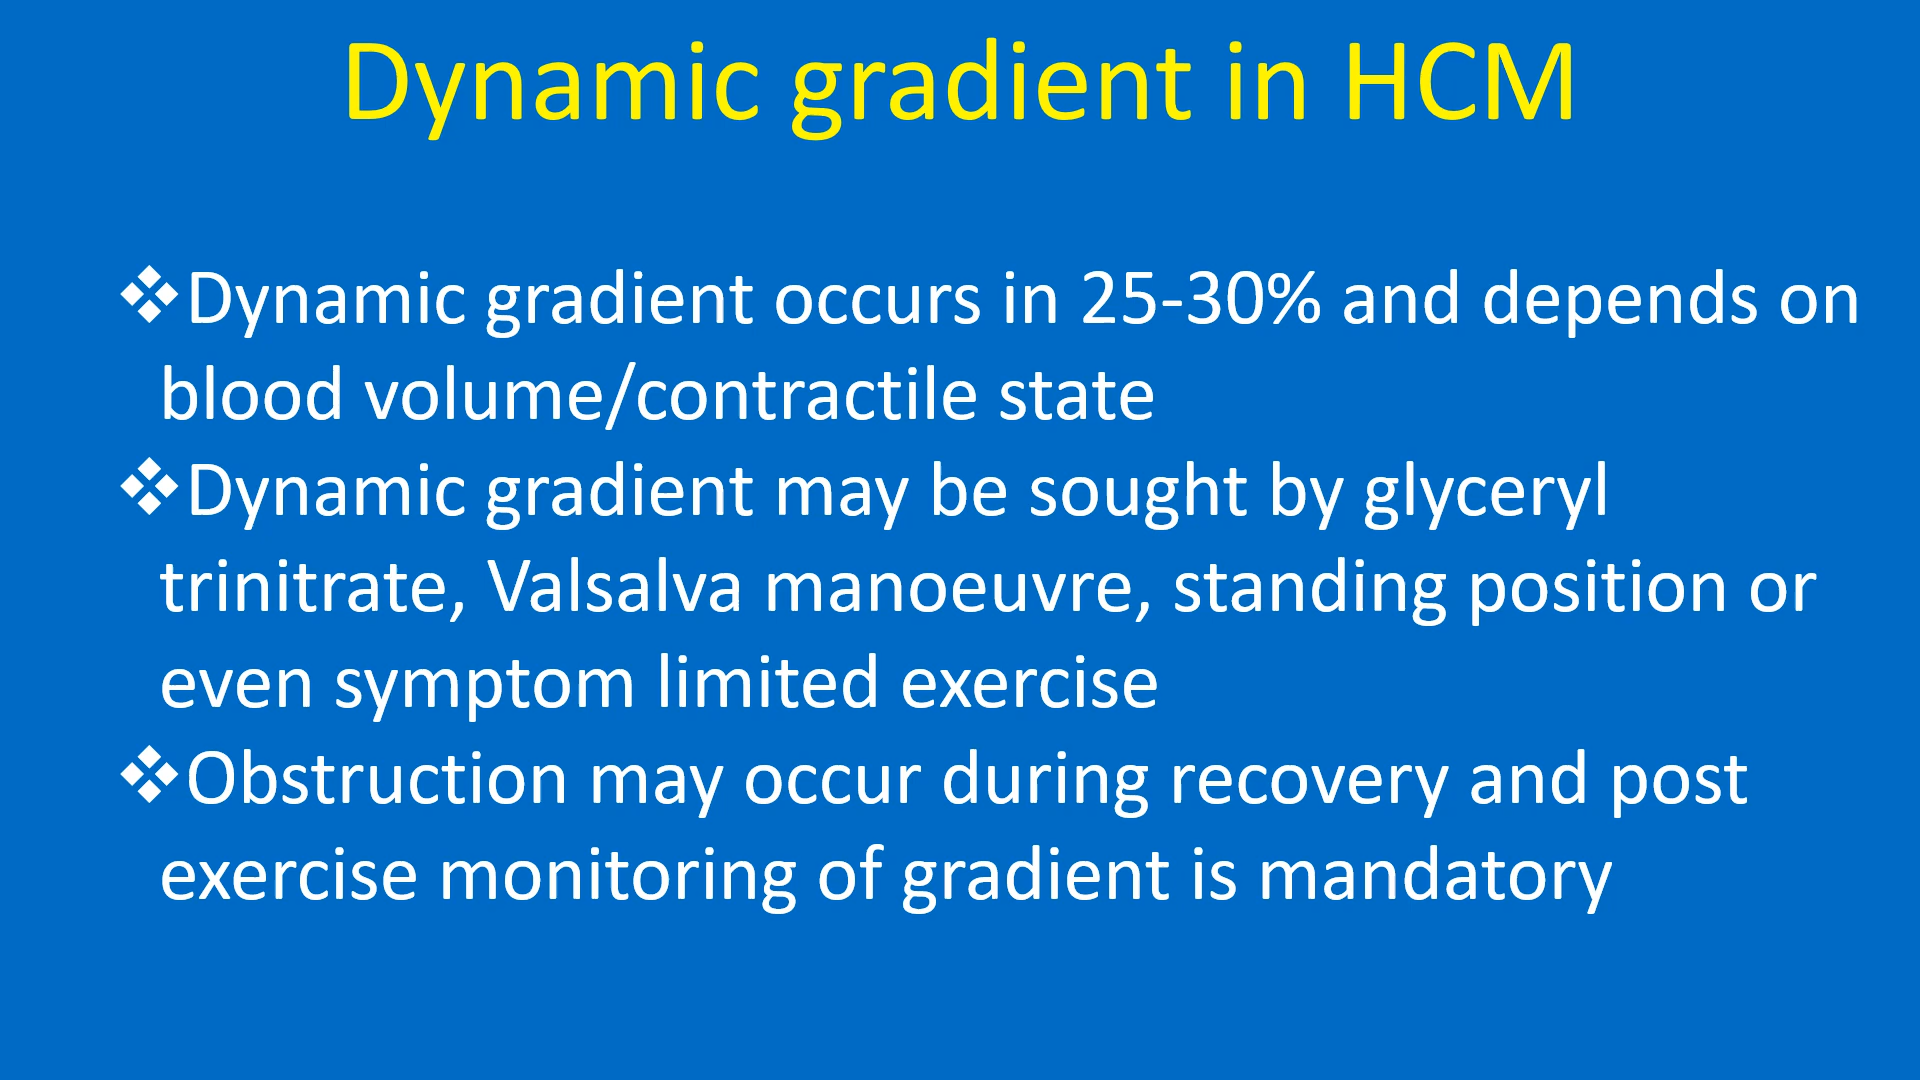 Dynamic gradient in HCM
❖Dynamic gradient occurs in 25-30% and depends on
blood volume/contractile state
❖Dynamic gradient may be sought by glyceryl
trinitrate, Valsalva manoeuvre, standing position or
even symptom limited exercise
❖Obstruction may occur during recovery and post
exercise monitoring of gradient is mandatory